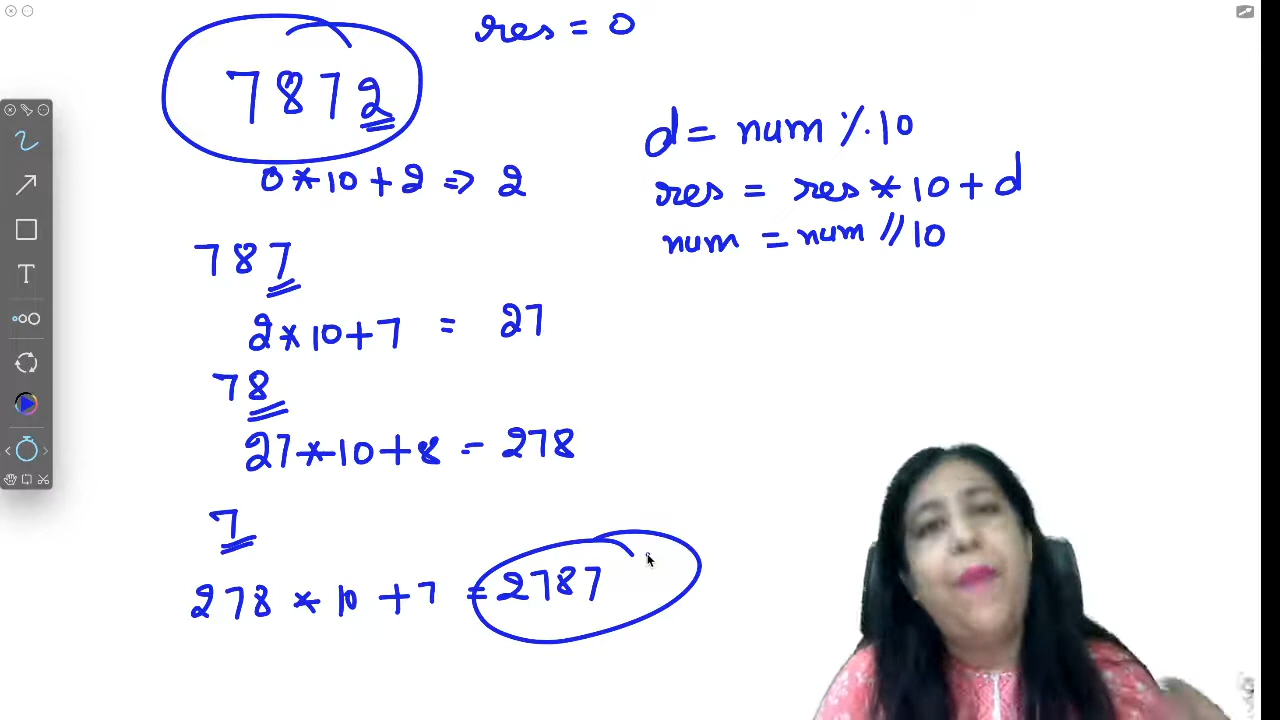 res = 0
7872
d = num % 10
0 * 10 + 2 => 2
res = res * 10 + d
num = num // 10
787
2 * 10 + 7 = 27
78
27 * 10 + 8 = 278
7
278 * 10 + 7 = 2787